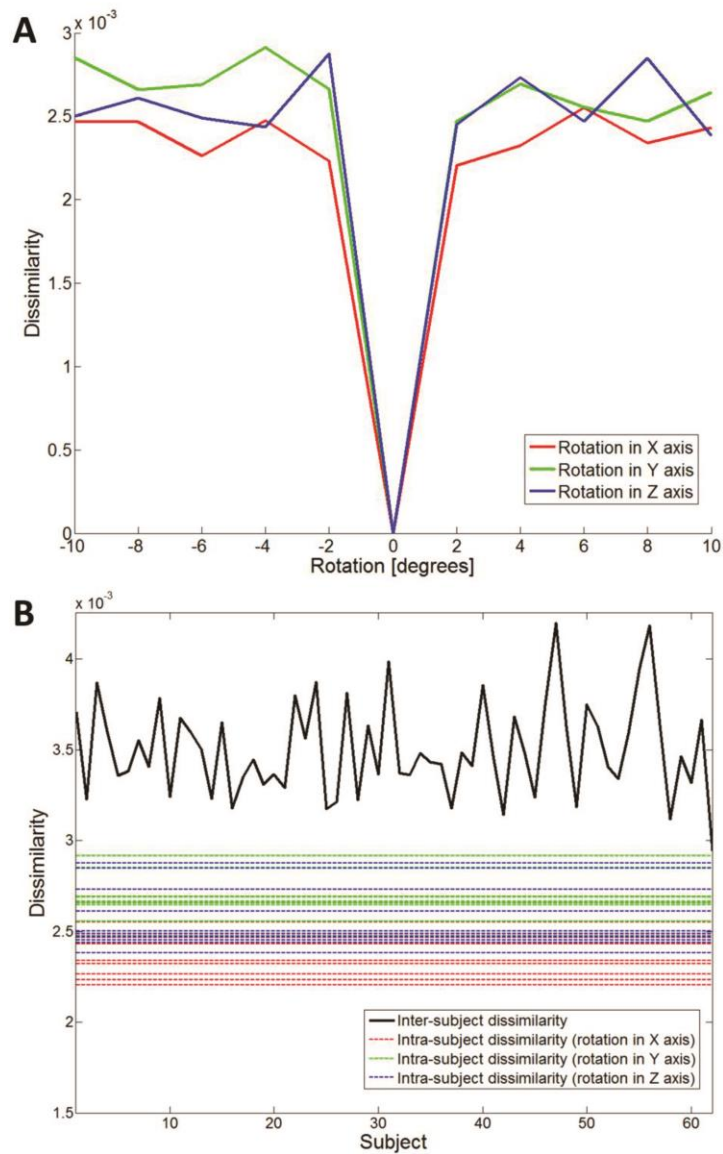 A
x 10-3
3
2.5
2
1.5
1
0.5
0
Dissimilarity
-10 -8 -6 -4 -2 0 2 4 6 8 10
Rotation [degrees]
Rotation in X axis
Rotation in Y axis
Rotation in Z axis
B
x 10-3
4
3.5
3
2.5
2
1.5
Dissimilarity
10 20 30 40 50 60
Subject
Inter-subject dissimilarity
Intra-subject dissimilarity (rotation in X axis)
Intra-subject dissimilarity (rotation in Y axis)
Intra-subject dissimilarity (rotation in Z axis)